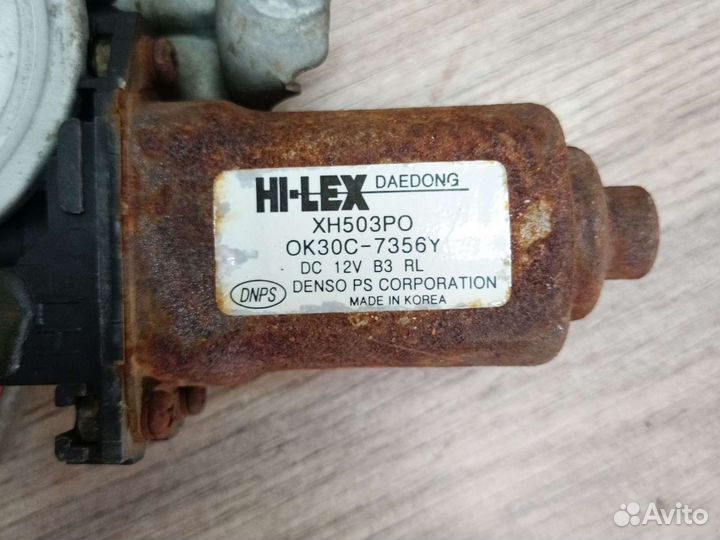 HI-LEX DAEDONG
XH503PO
OK30C-7356Y
DC 12V B3 RL
DNPS DENSO PS CORPORATION
MADE IN KOREA
Avito